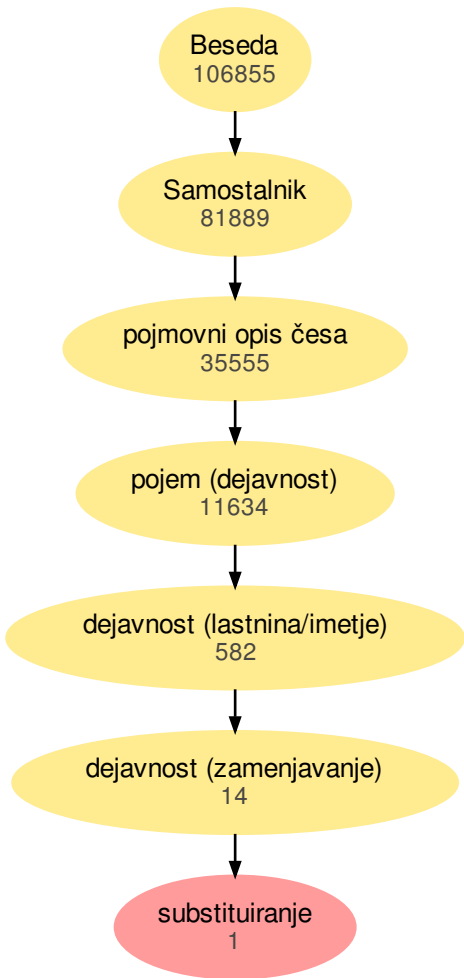 Beseda
106855
Samostalnik
81889
pojmovni opis česa
35555
pojem (dejavnost)
11634
dejavnost (lastnina/imetje)
582
dejavnost (zamenjavanje)
14
substituiranje
1